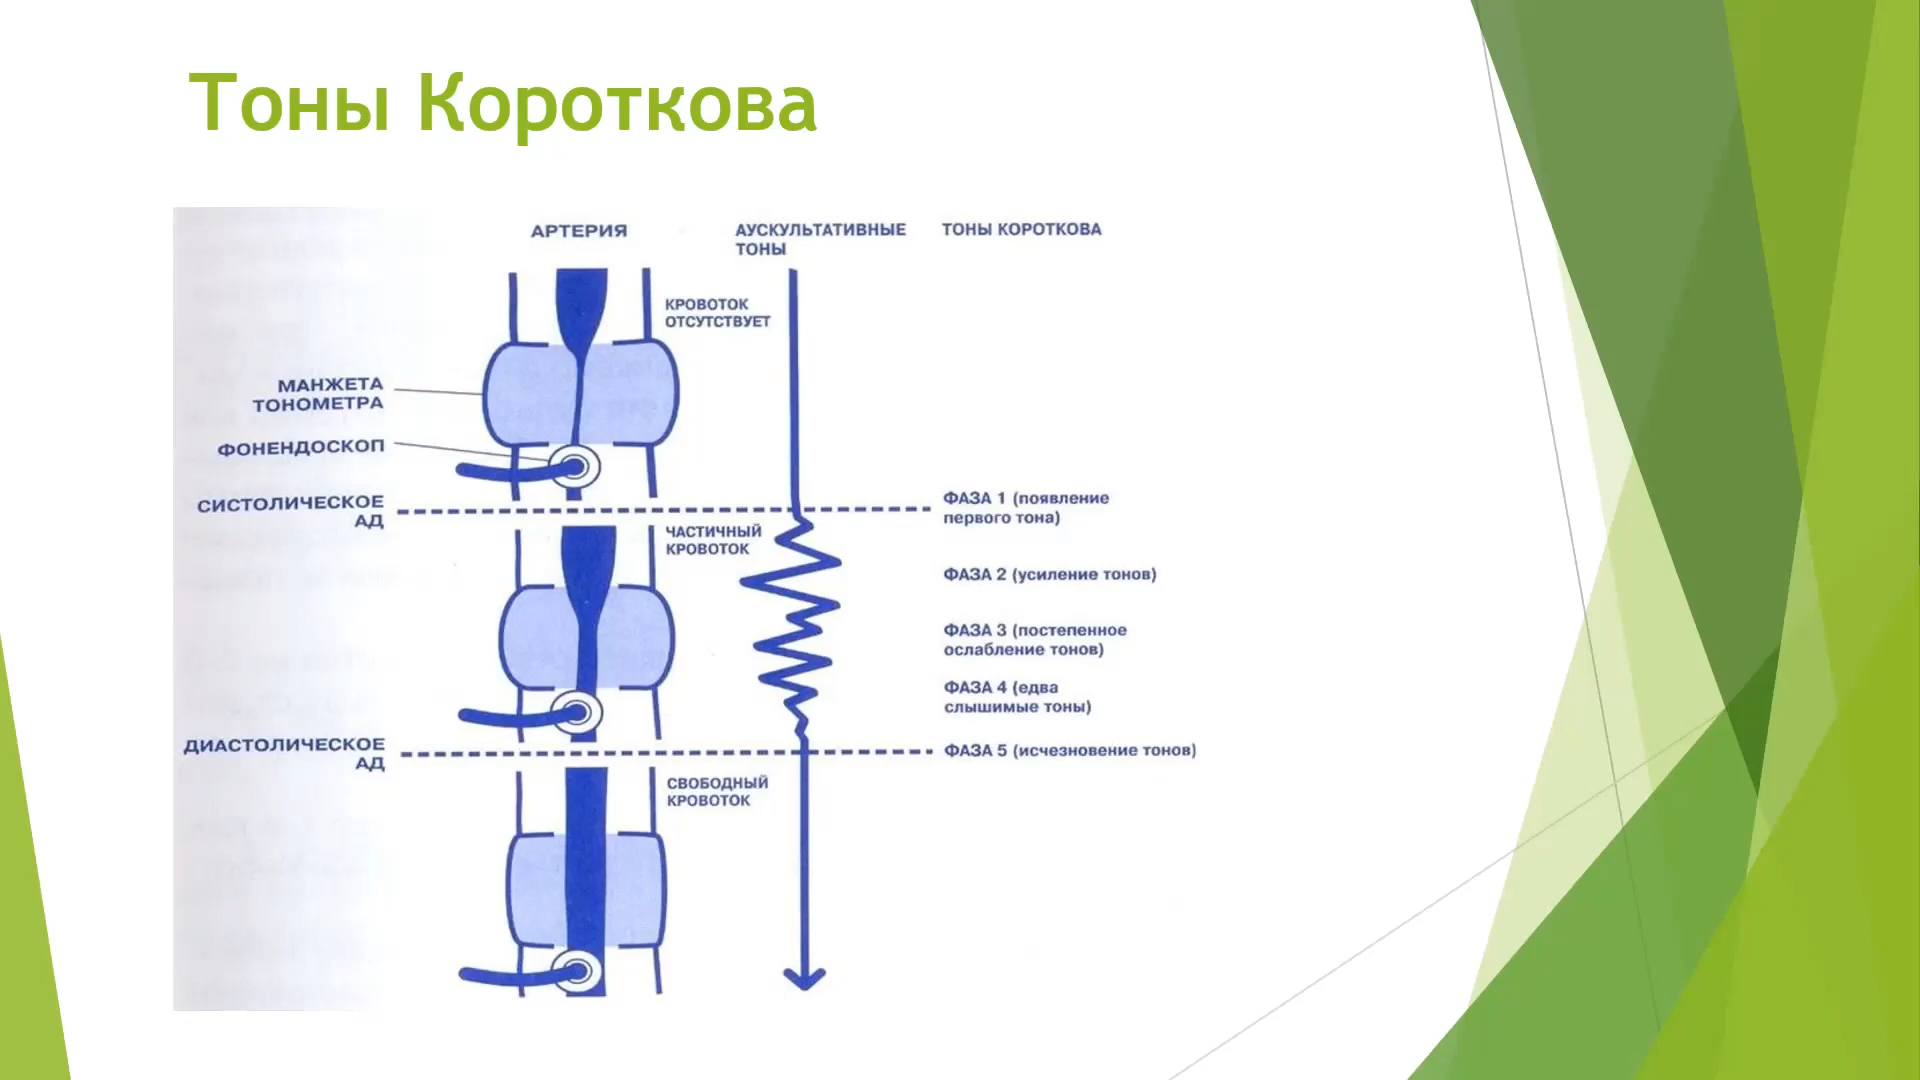 Тоны Короткова
АРТЕРИЯ
АУСКУЛЬТАТИВНЫЕ
ТОНЫ
ТОНЫ КОРОТКОВА
КРОВОТОК
ОТСУТСТВУЕТ
МАНЖЕТА
ТОНОМЕТРА
ФОНЕНДОСКОП
СИСТОЛИЧЕСКОЕ
АД
ФАЗА 1 (появление
первого тона)
ЧАСТИЧНЫЙ
КРОВОТОК
ФАЗА 2 (усиление тонов)
ФАЗА 3 (постепенное
ослабление тонов)
ФАЗА 4 (едва
слышимые тоны)
ДИАСТОЛИЧЕСКОЕ
АД
ФАЗА 5 (исчезновение тонов)
СВОБОДНЫЙ
КРОВОТОК